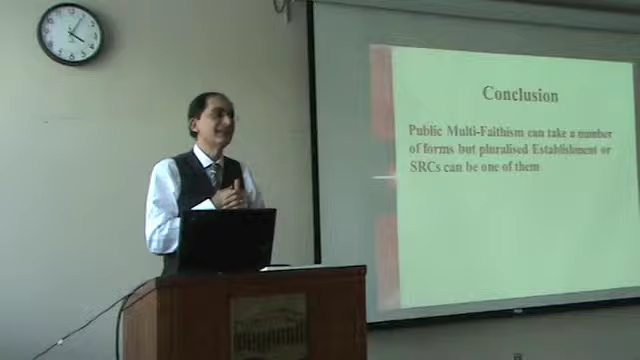 Conclusion
Public Multi-Faithism can take a number
of forms but pluralised Establishment or
SRCs can be one of them